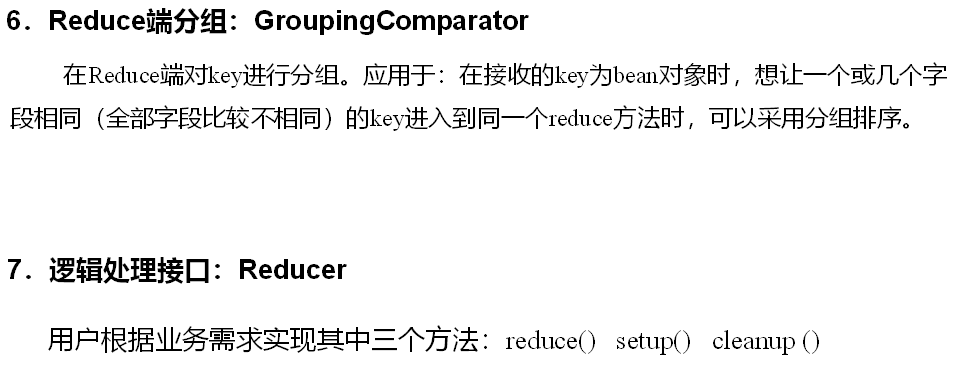 6．Reduce端分组：GroupingComparator
在Reduce端对key进行分组。应用于：在接收的key为bean对象时，想让一个或几个字
段相同（全部字段比较不相同）的key进入到同一个reduce方法时，可以采用分组排序。
7．逻辑处理接口：Reducer
用户根据业务需求实现其中三个方法：reduce() setup() cleanup ()